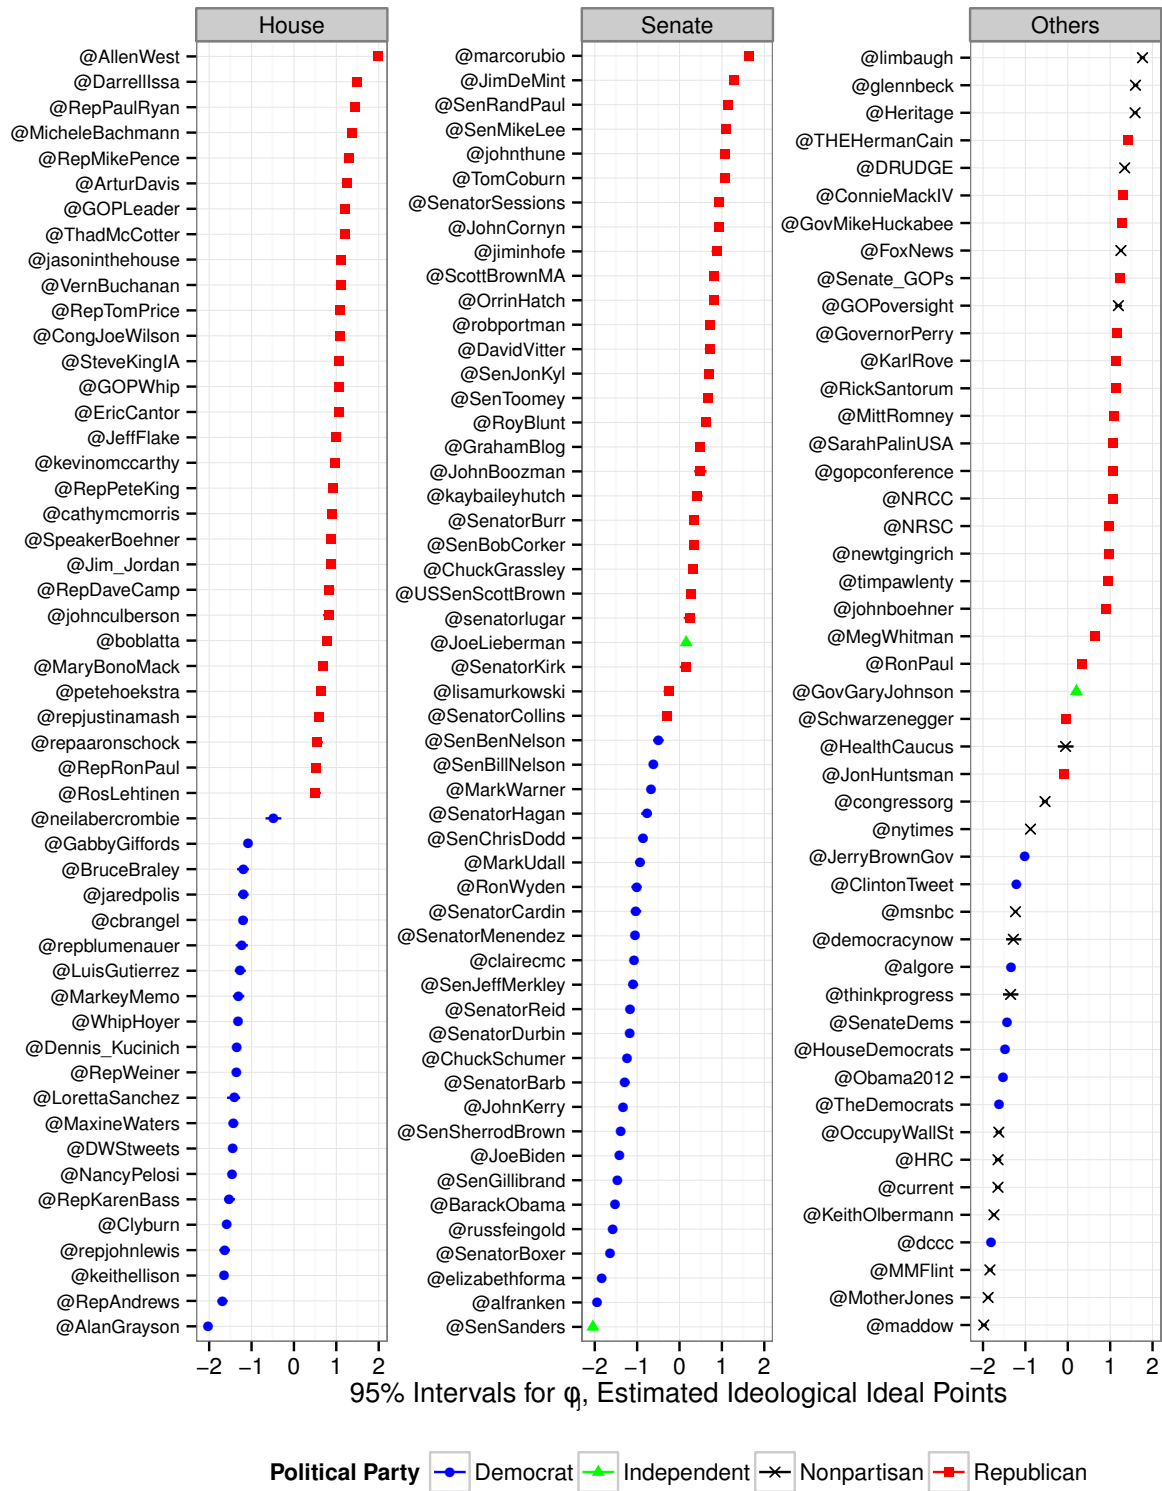 House
@AllenWest
@DarrellIssa
@RepPaulRyan
@MicheleBachmann
@RepMikePence
@ArturDavis
@GOPLeader
@ThadMcCotter
@jasoninthehouse
@VernBuchanan
@RepTomPrice
@CongJoeWilson
@SteveKingIA
@GOPWhip
@EricCantor
@JeffFlake
@kevinomccarthy
@RepPeteKing
@cathymcmorris
@SpeakerBoehner
@Jim_Jordan
@RepDaveCamp
@johnculberson
@boblatta
@MaryBonoMack
@petehoekstra
@repjustinamash
@repaaronschock
@RepRonPaul
@RosLehtinen
@neilabercrombie
@GabbyGiffords
@BruceBraley
@jaredpolis
@cbrangel
@repblumenauer
@LuisGutierrez
@MarkeyMemo
@WhipHoyer
@Dennis_Kucinich
@RepWeiner
@LorettaSanchez
@MaxineWaters
@DWStweets
@NancyPelosi
@RepKarenBass
@Clyburn
@repjohnlewis
@keithellison
@RepAndrews
@AlanGrayson
−2 −1 0 1 2
Senate
@marcorubio
@JimDeMint
@SenRandPaul
@SenMikeLee
@johnthune
@TomCoburn
@SenatorSessions
@JohnCornyn
@jiminhofe
@ScottBrownMA
@OrrinHatch
@robportman
@DavidVitter
@SenJonKyl
@SenToomey
@RoyBlunt
@GrahamBlog
@JohnBoozman
@kaybaileyhutch
@SenatorBurr
@SenBobCorker
@ChuckGrassley
@USSenScottBrown
@senatorlugar
@JoeLieberman
@SenatorKirk
@lisamurkowski
@SenatorCollins
@SenBenNelson
@SenBillNelson
@MarkWarner
@SenatorHagan
@SenChrisDodd
@MarkUdall
@RonWyden
@SenatorCardin
@SenatorMenendez
@clairecmc
@SenJeffMerkley
@SenatorReid
@SenatorDurbin
@ChuckSchumer
@SenatorBarb
@JohnKerry
@SenSherrodBrown
@JoeBiden
@SenGillibrand
@BarackObama
@russfeingold
@SenatorBoxer
@elizabethforma
@alfranken
@SenSanders
−2 −1 0 1 2
Others
@limbaugh
@glennbeck
@Heritage
@THEHermanCain
@DRUDGE
@ConnieMackIV
@GovMikeHuckabee
@FoxNews
@Senate_GOPs
@GOPoversight
@GovernorPerry
@KarlRove
@RickSantorum
@MittRomney
@SarahPalinUSA
@gopconference
@NRCC
@NRSC
@newtgingrich
@timpawlenty
@johnboehner
@MegWhitman
@RonPaul
@GovGaryJohnson
@Schwarzenegger
@HealthCaucus
@JonHuntsman
@congressorg
@nytimes
@JerryBrownGov
@ClintonTweet
@msnbc
@democracynow
@algore
@thinkprogress
@SenateDems
@HouseDemocrats
@Obama2012
@TheDemocrats
@OccupyWallSt
@HRC
@current
@KeithOlbermann
@dccc
@MMFlint
@MotherJones
@maddow
−2 −1 0 1 2
95% Intervals for φj, Estimated Ideological Ideal Points
Political Party Democrat Independent Nonpartisan Republican